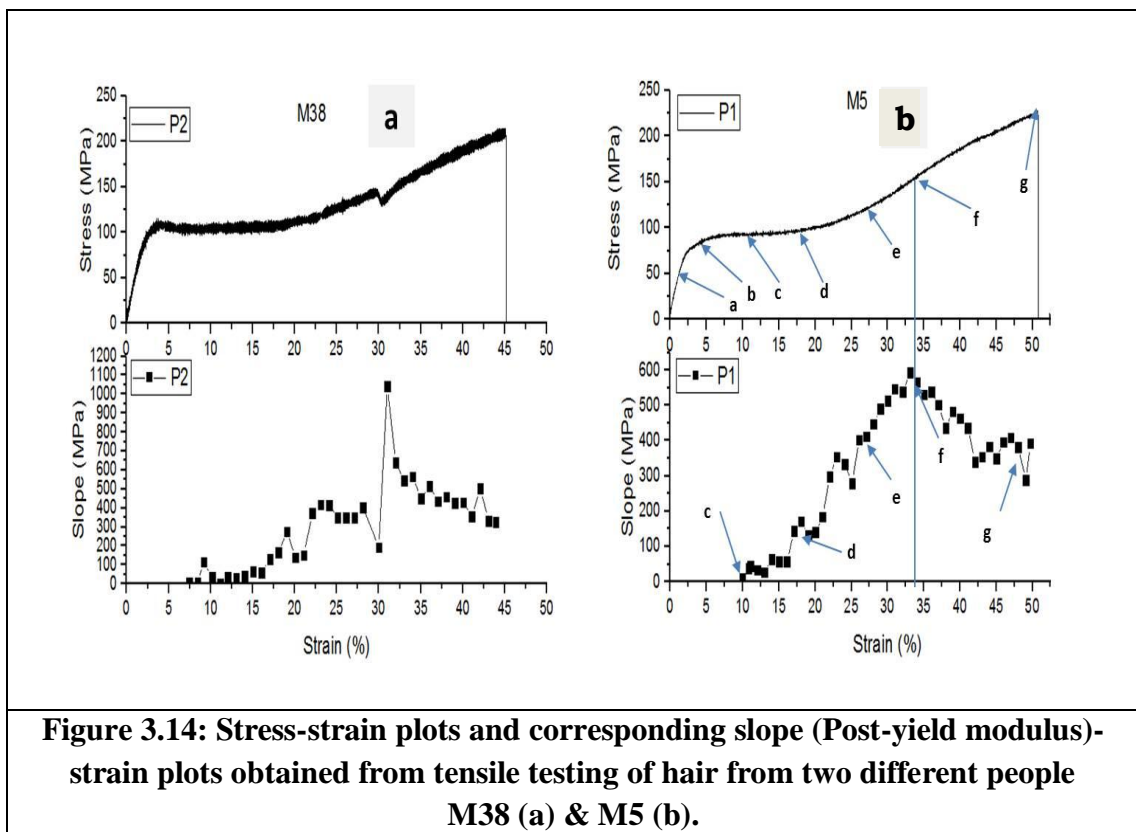 M38
a
P2
Stress (MPa)
250
200
150
100
50
0
0 5 10 15 20 25 30 35 40 45 50
P2
Slope (MPa)
1200
1100
1000
900
800
700
600
500
400
300
200
100
0
0 5 10 15 20 25 30 35 40 45 50
Strain (%)
M5
b
P1
Stress (MPa)
250
200
150
100
50
0
a
b
c
d
e
f
g
0 5 10 15 20 25 30 35 40 45 50
P1
Slope (MPa)
600
500
400
300
200
100
0
c
d
e
f
g
0 5 10 15 20 25 30 35 40 45 50
Strain (%)
Figure 3.14: Stress-strain plots and corresponding slope (Post-yield modulus)-
strain plots obtained from tensile testing of hair from two different people
M38 (a) & M5 (b).